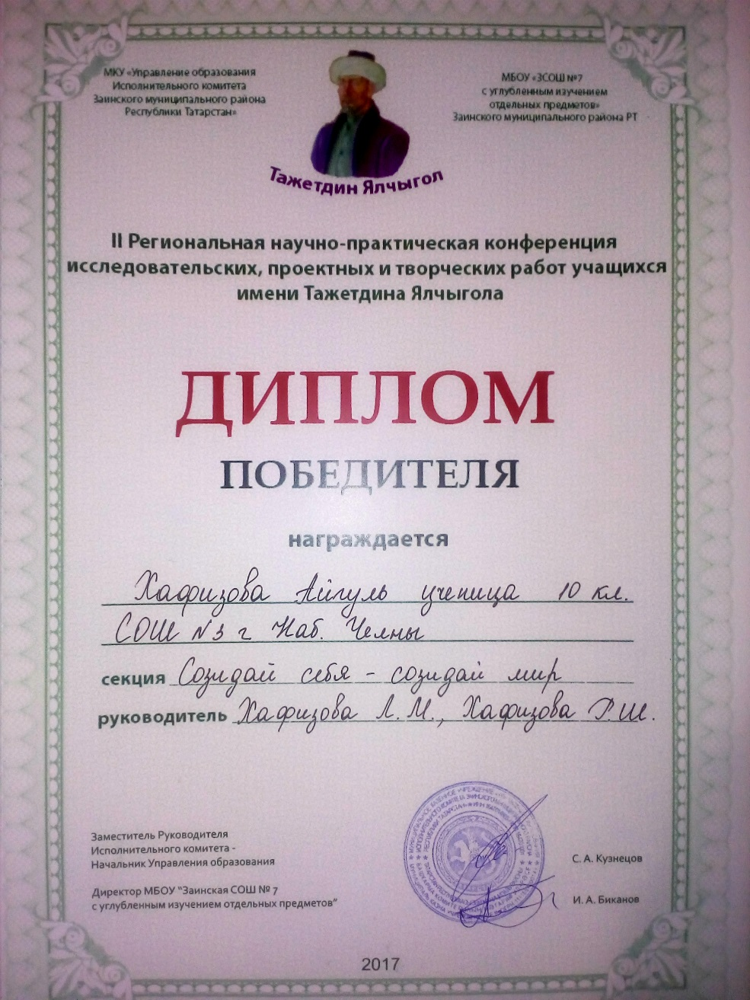 МКУ «Управление образования
Исполнительного комитета
Заинского муниципального района
Республики Татарстан»
МБОУ «ЗСОШ №7
с углубленным изучением
отдельных предметов»
Заинского муниципального района РТ
Тажетдин Ялчыгол
II Региональная научно-практическая конференция
исследовательских, проектных и творческих работ учащихся
имени Тажетдина Ялчыгола
ДИПЛОМ
ПОБЕДИТЕЛЯ
награждается
Хафизова Айгуль ученица 10 кл.
СОШ №3 г Наб. Челны
секция Созидай себя - созидай мир
руководитель Хафизова Л.М., Хафизова Р.Ш.
Заместитель Руководителя
Исполнительного комитета -
Начальник Управления образования
С. А. Кузнецов
Директор МБОУ "Заинская СОШ № 7
с углубленным изучением отдельных предметов"
И. А. Биканов
2017